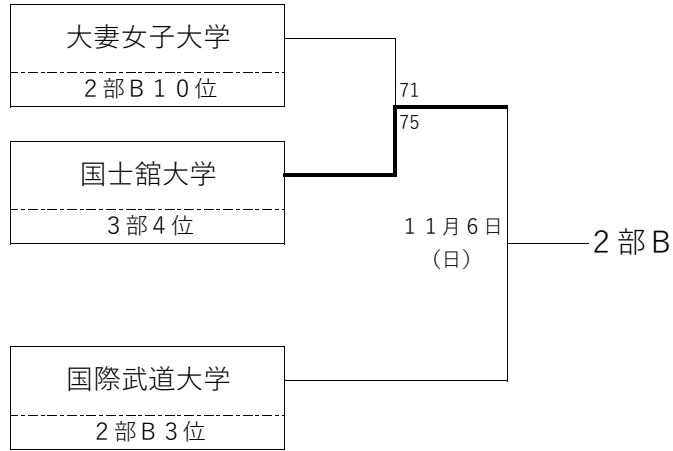 大妻女子大学
２部Ｂ１０位
71
75
国士舘大学
３部４位
１１月６日
（日）
２部Ｂ
国際武道大学
２部Ｂ３位